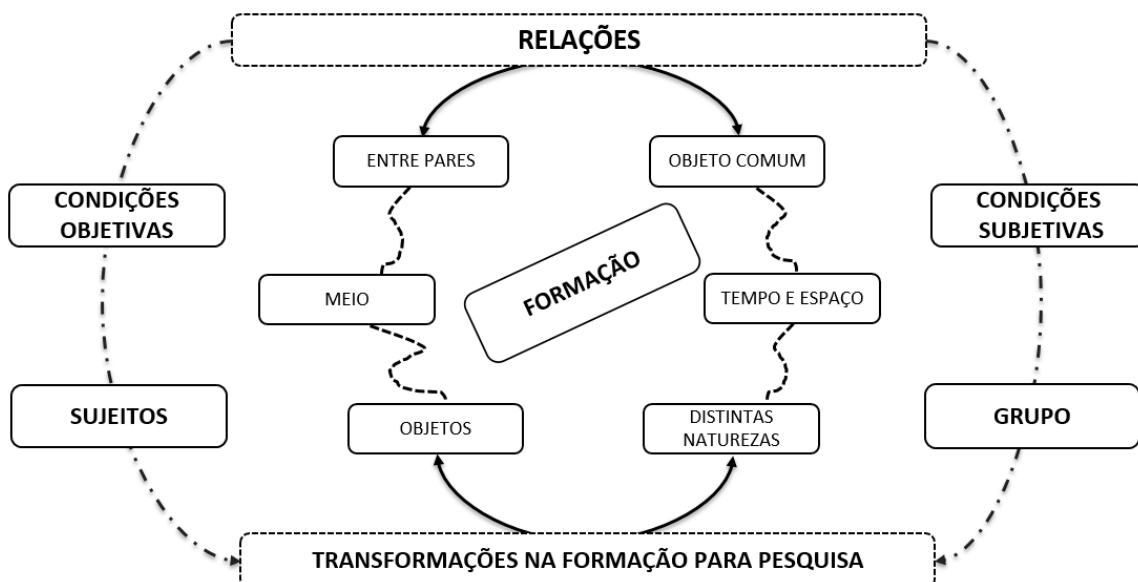 RELAÇÕES
ENTRE PARES
OBJETO COMUM
CONDIÇÕES
OBJETIVAS
CONDIÇÕES
SUBJETIVAS
FORMAÇÃO
MEIO
TEMPO E ESPAÇO
SUJEITOS
OBJETOS
DISTINTAS
NATUREZAS
GRUPO
TRANSFORMAÇÕES NA FORMAÇÃO PARA PESQUISA